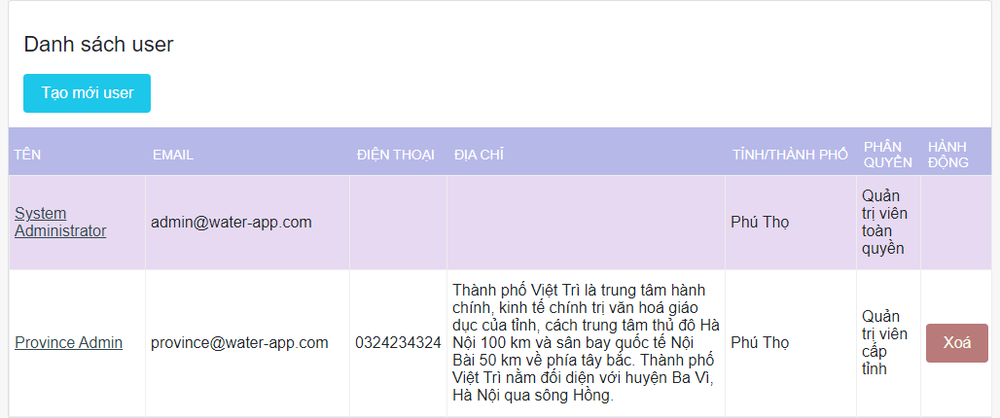 Danh sách user
Tạo mới user
TÊN EMAIL ĐIỆN THOẠI ĐỊA CHỈ TỈNH/THÀNH PHỐ PHÂN QUYỀN HÀNH ĐỘNG
System
Administrator
admin@water-app.com
Phú Thọ
Quản
trị viên
toàn
quyền
Province Admin
province@water-app.com
0324234324
Thành phố Việt Trì là trung tâm hành
chính, kinh tế chính trị văn hoá giáo
dục của tỉnh, cách trung tâm thủ đô Hà
Nội 100 km và sân bay quốc tế Nội
Bài 50 km về phía tây bắc. Thành phố
Việt Trì nằm đối diện với huyện Ba Vì,
Hà Nội qua sông Hồng.
Phú Thọ
Quản
trị viên
cấp
tỉnh
Xoá